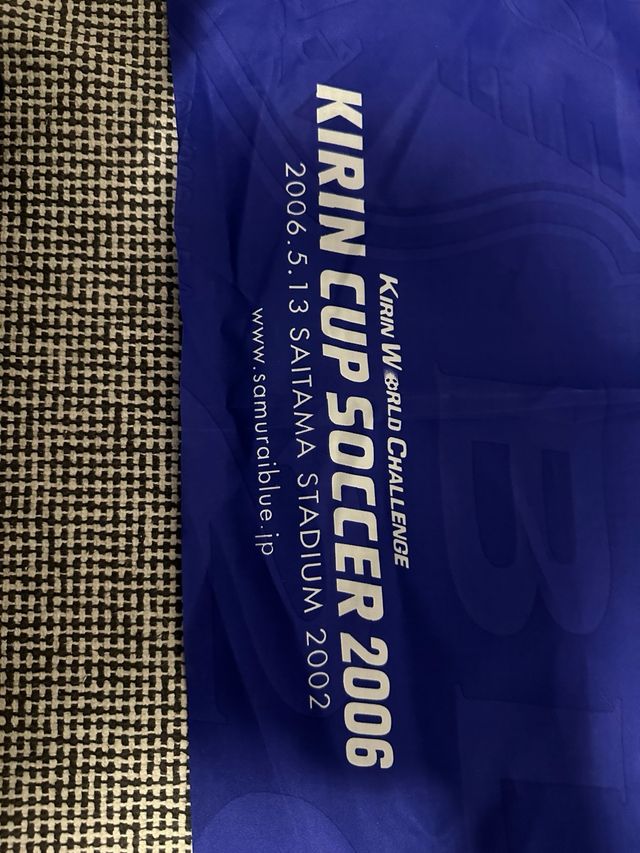 KIRIN WORLD CHALLENGE
KIRIN CUP SOCCER 2006
2006.5.13 SAITAMA STADIUM 2002
www.samuraiblue.jp